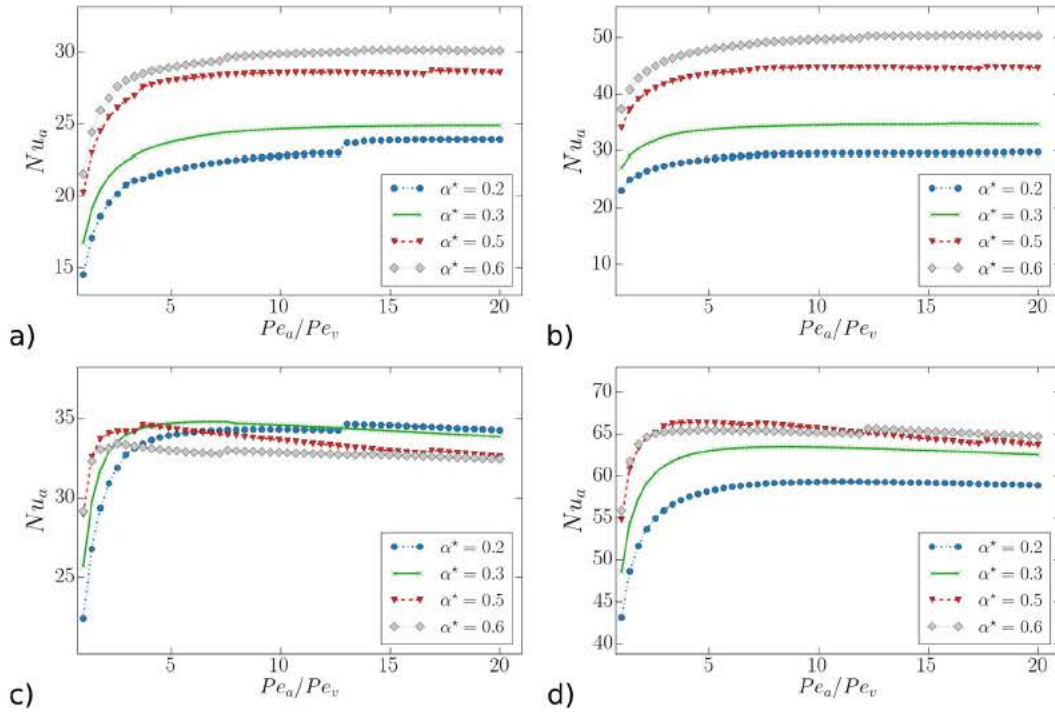 30
25
20
15
Nu_a
5 10 15 20
Pe_a/Pe_v
α* = 0.2
α* = 0.3
α* = 0.5
α* = 0.6
a)
50
40
30
20
10
Nu_a
5 10 15 20
Pe_a/Pe_v
α* = 0.2
α* = 0.3
α* = 0.5
α* = 0.6
b)
35
30
25
Nu_a
5 10 15 20
Pe_a/Pe_v
α* = 0.2
α* = 0.3
α* = 0.5
α* = 0.6
c)
70
65
60
55
50
45
40
Nu_a
5 10 15 20
Pe_a/Pe_v
α* = 0.2
α* = 0.3
α* = 0.5
α* = 0.6
d)